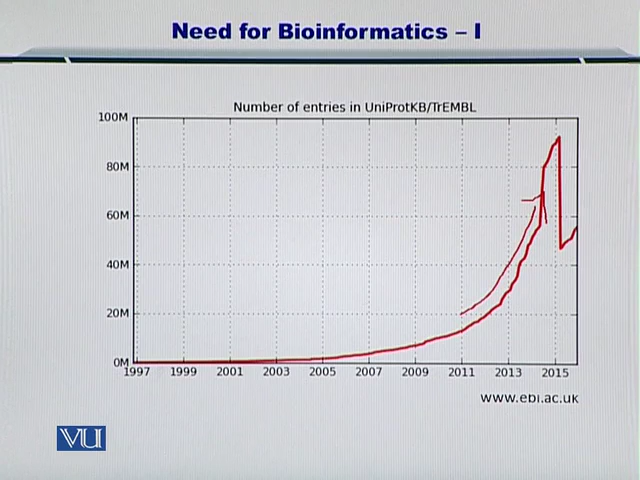 Need for Bioinformatics – I
Number of entries in UniProtKB/TrEMBL
100M
80M
60M
40M
20M
0M
1997 1999 2001 2003 2005 2007 2009 2011 2013 2015
www.ebi.ac.uk
VU